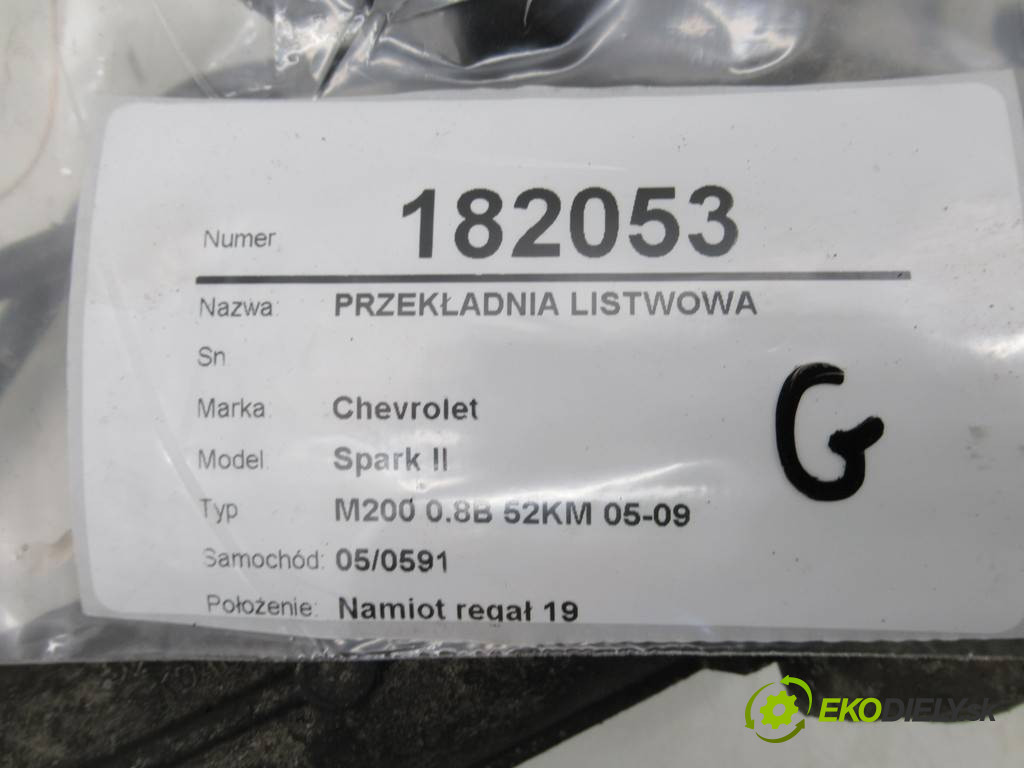 Numer 182053
Nazwa: PRZEKŁADNIA LISTWOWA
Sn
Marka: Chevrolet
Model: Spark II
Typ M200 0.8B 52KM 05-09
Samochód: 05/0591
Położenie: Namiot regał 19
G
EKODIELY.sk